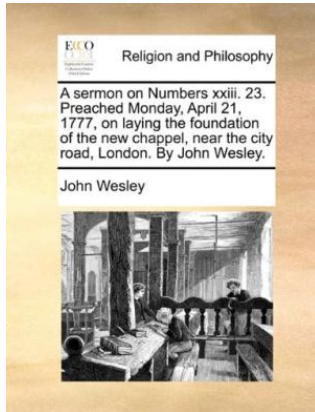 ECCO
Religion and Philosophy
A sermon on Numbers xxiii. 23.
Preached Monday, April 21,
1777, on laying the foundation
of the new chappel, near the city
road, London. By John Wesley.
John Wesley